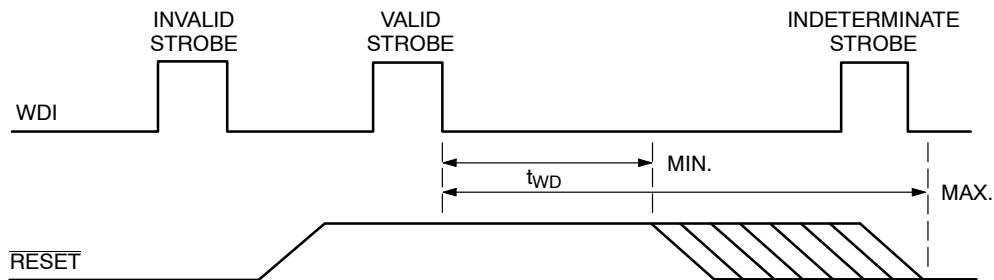 INVALID
STROBE
VALID
STROBE
INDETERMINATE
STROBE
WDI
MIN.
tWD
MAX.
RESET